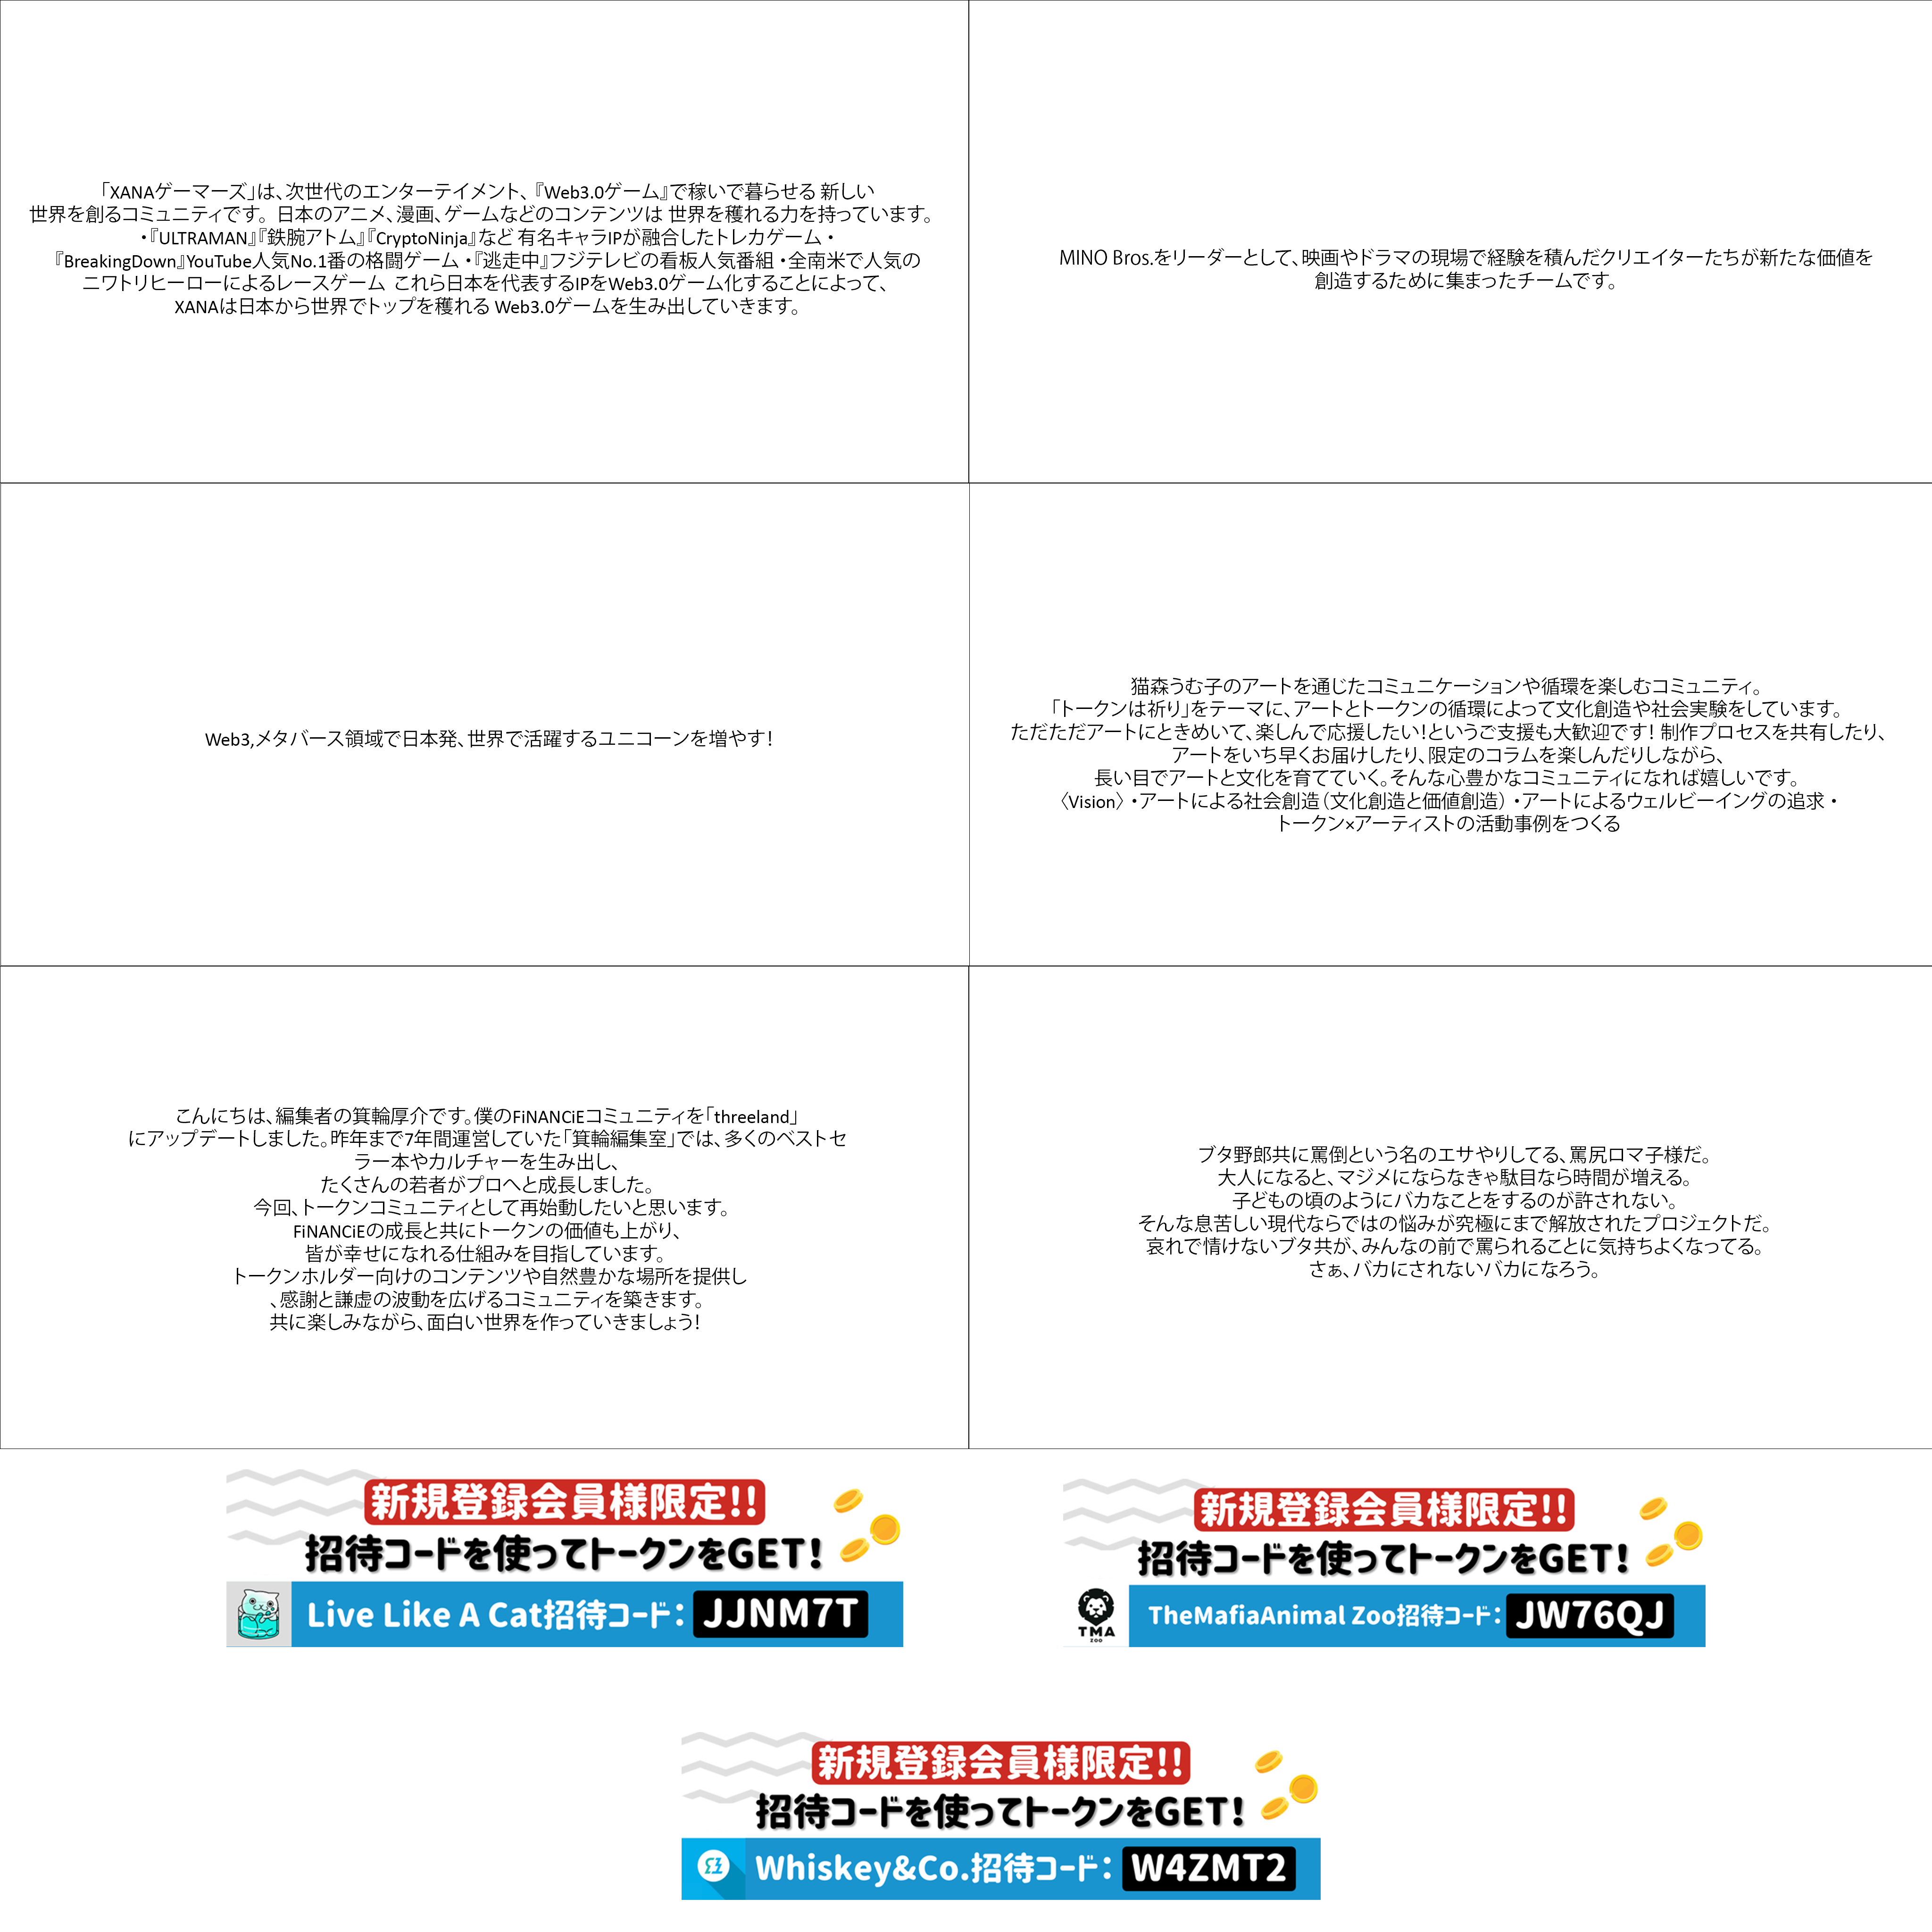 「XANAゲーマーズ」は、次世代のエンターテイメント、『Web3.0ゲーム』で稼いで暮らせる 新しい
世界を創るコミュニティです。 日本のアニメ、漫画、ゲームなどのコンテンツは 世界を穫れる力を持っています。
・『ULTRAMAN』『鉄腕アトム』『CryptoNinja』など 有名キャラIPが融合したトレカゲーム ・
『BreakingDown』YouTube人気No.1番の格闘ゲーム ・『逃走中』フジテレビの看板人気番組 ・全南米で人気の
ニワトリヒーローによるレースゲーム これら日本を代表するIPをWeb3.0ゲーム化することによって、
XANAは日本から世界でトップを穫れる Web3.0ゲームを生み出していきます。
MINO Bros.をリーダーとして、映画やドラマの現場で経験を積んだクリエイターたちが新たな価値を
創造するために集まったチームです。
Web3,メタバース領域で日本発、世界で活躍するユニコーンを増やす!
猫森うむ子のアートを通じたコミュニケーションや循環を楽しむコミュニティ。
「トークンは祈り」をテーマに、アートとトークンの循環によって文化創造や社会実験をしています。
ただただアートにときめいて、楽しんで応援したい!というご支援も大歓迎です! 制作プロセスを共有したり、
アートをいち早くお届けしたり、限定のコラムを楽しんだりしながら、
長い目でアートと文化を育てていく。そんな心豊かなコミュニティになれば嬉しいです。
〈Vision〉 ・アートによる社会創造(文化創造と価値創造) ・アートによるウェルビーイングの追求 ・
トークン×アーティストの活動事例をつくる
こんにちは、編集者の箕輪厚介です。僕のFiNANCiEコミュニティを「threeland」
にアップデートしました。昨年まで7年間運営していた「箕輪編集室」では、多くのベストセ
ラー本やカルチャーを生み出し、
たくさんの若者がプロへと成長しました。
今回、トークンコミュニティとして再始動したいと思います。
FiNANCiEの成長と共にトークンの価値も上がり、
皆が幸せになれる仕組みを目指しています。
トークンホルダー向けのコンテンツや自然豊かな場所を提供し
、感謝と謙虚の波動を広げるコミュニティを築きます。
共に楽しみながら、面白い世界を作っていきましょう!
ブタ野郎共に罵倒という名のエサやりしてる、罵尻ロマ子様だ。
大人になると、マジメにならなきゃ駄目なら時間が増える。
子どもの頃のようにバカなことをするのが許されない。
そんな息苦しい現代ならではの悩みが究極にまで解放されたプロジェクトだ。
哀れで情けないブタ共が、みんなの前で罵られることに気持ちよくなってる。
さぁ、バカにされないバカになろう。
新規登録会員様限定!!
招待コードを使ってトークンをGET!
Live Like A Cat招待コード: JJNM7T
新規登録会員様限定!!
招待コードを使ってトークンをGET!
TMA
ZOO
TheMafiaAnimal Zoo招待コード: JW76QJ
新規登録会員様限定!!
招待コードを使ってトークンをGET!
Whiskey&Co.招待コード: W4ZMT2